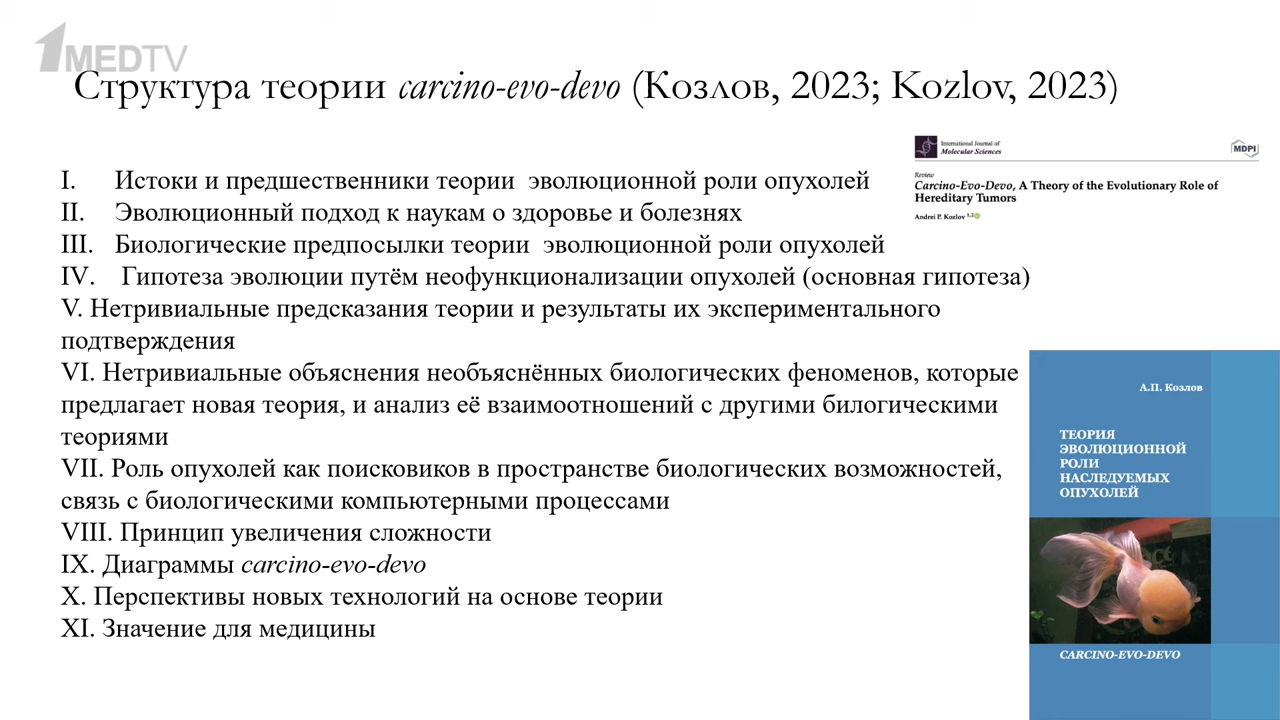 1MEDTV
Структура теории carcino-evo-devo (Козлов, 2023; Kozlov, 2023)
International Journal of
Molecular Sciences
MDPI
Review
Carcino-Evo-Devo, A Theory of the Evolutionary Role of
Hereditary Tumors
Andrei P. Kozlov 1,2
I. Истоки и предшественники теории эволюционной роли опухолей
II. Эволюционный подход к наукам о здоровье и болезнях
III. Биологические предпосылки теории эволюционной роли опухолей
IV. Гипотеза эволюции путём неофункционализации опухолей (основная гипотеза)
V. Нетривиальные предсказания теории и результаты их экспериментального
подтверждения
VI. Нетривиальные объяснения необъяснённых биологических феноменов, которые
предлагает новая теория, и анализ её взаимоотношений с другими билогическими
теориями
VII. Роль опухолей как поисковиков в пространстве биологических возможностей,
связь с биологическими компьютерными процессами
VIII. Принцип увеличения сложности
IX. Диаграммы carcino-evo-devo
X. Перспективы новых технологий на основе теории
XI. Значение для медицины
А.П. Козлов
ТЕОРИЯ
ЭВОЛЮЦИОННОЙ
РОЛИ
НАСЛЕДУЕМЫХ
ОПУХОЛЕЙ
CARCINO-EVO-DEVO